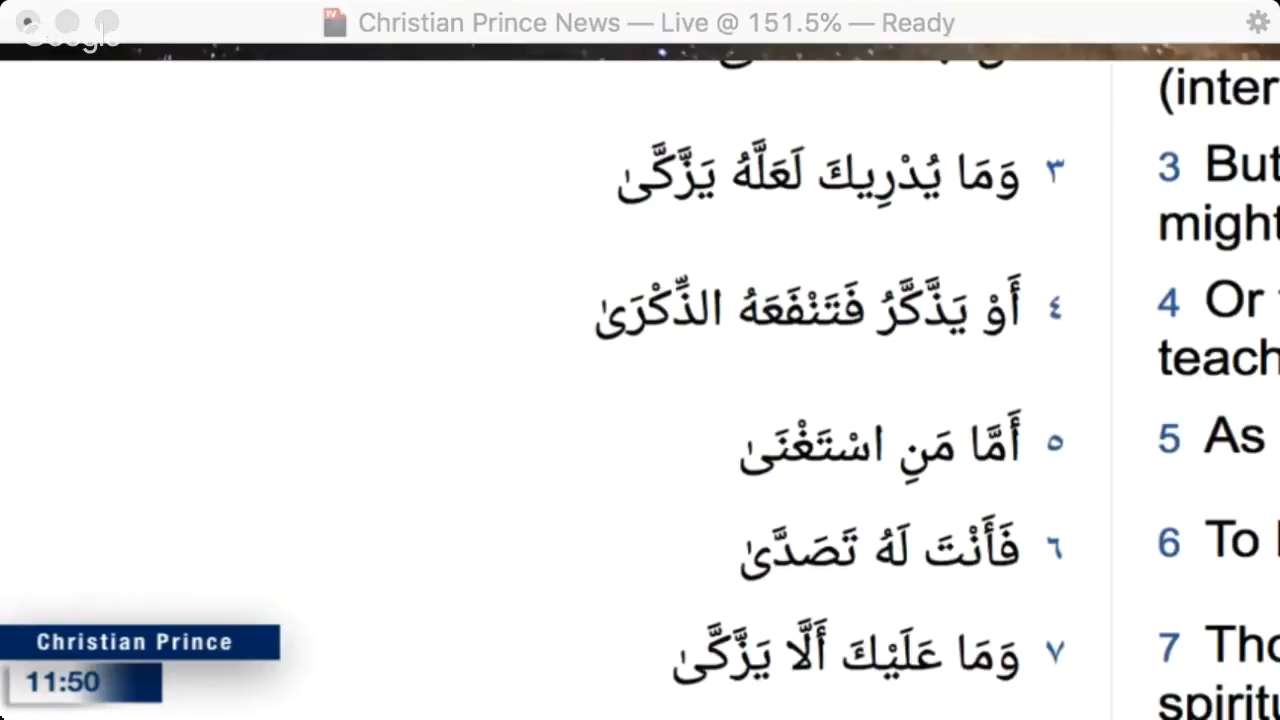 Christian Prince News — Live @ 151.5% — Ready
Google
(inter
٣ وَمَا يُدْرِيكَ لَعَلَّهُ يَزَّكَّىٰ
3 But
might
٤ أَوْ يَذَّكَّرُ فَتَنْفَعَهُ الذِّكْرَىٰ
4 Or
teach
٥ أَمَّا مَنِ اسْتَغْنَىٰ
5 As
٦ فَأَنْتَ لَهُ تَصَدَّىٰ
6 To
٧ وَمَا عَلَيْكَ أَلَّا يَزَّكَّىٰ
7 Tho
spiritu
Christian Prince
11:50